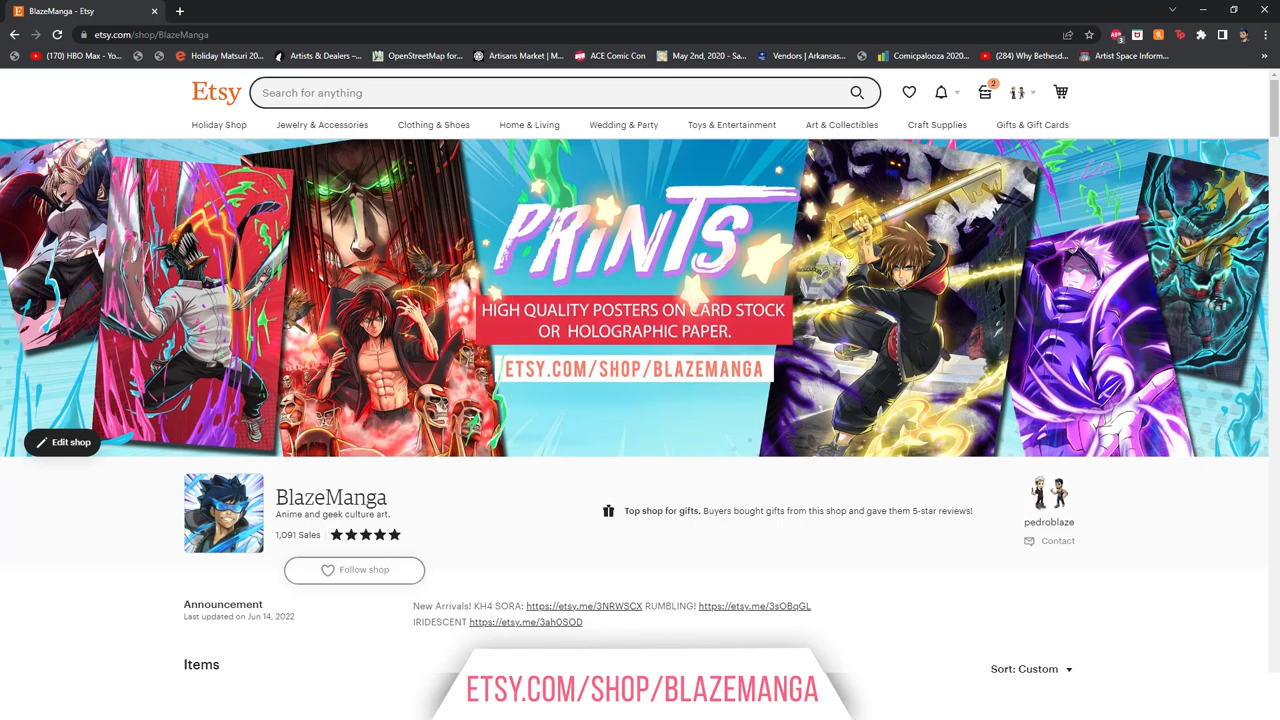 BlazeManga - Etsy
etsy.com/shop/BlazeManga
(170) HBO Max - Yo...
Holiday Matsuri 20...
Artists & Dealers –...
OpenStreetMap for...
Artisans Market | M...
ACE Comic Con
May 2nd, 2020 - Sa...
Vendors | Arkansas...
Comicpalooza 2020...
(284) Why Bethesd...
Artist Space Inform...
Etsy
Search for anything
2
Holiday Shop
Jewelry & Accessories
Clothing & Shoes
Home & Living
Wedding & Party
Toys & Entertainment
Art & Collectibles
Craft Supplies
Gifts & Gift Cards
PRINTS
HIGH QUALITY POSTERS ON CARD STOCK
OR HOLOGRAPHIC PAPER.
ETSY.COM/SHOP/BLAZEMANGA
Edit shop
BlazeManga
Anime and geek culture art.
1,091 Sales
Follow shop
Top shop for gifts. Buyers bought gifts from this shop and gave them 5-star reviews!
pedroblaze
Contact
Announcement
Last updated on Jun 14, 2022
New Arrivals! KH4 SORA: https://etsy.me/3NRWSCX RUMBLING! https://etsy.me/3sOBqGL
IRIDESCENT https://etsy.me/3ah0SOD
Items
Sort: Custom
ETSY.COM/SHOP/BLAZEMANGA